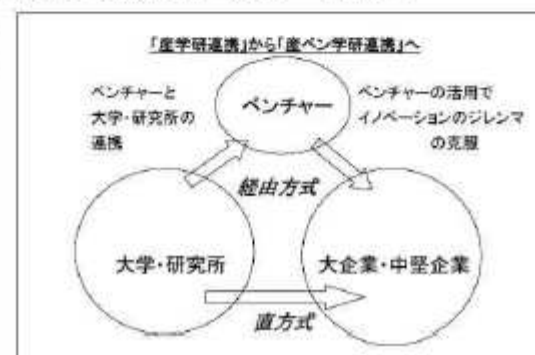 「産学研連携」から「産ベン学研連携」へ
ベンチャーと
大学・研究所の
連携
ベンチャー
ベンチャーの活用で
イノベーションのジレンマ
の克服
経由方式
大学・研究所
大企業・中堅企業
直方式